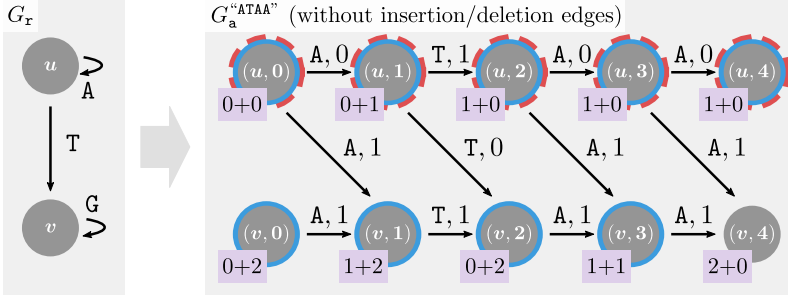 G_r
G_a^"ATAA" (without insertion/deletion edges)
u
A
T
v
G
(u, 0) A, 0 (u, 1) T, 1 (u, 2) A, 0 (u, 3) A, 0 (u, 4)
0+0 0+1 1+0 1+0 1+0
A, 1 T, 0 A, 1 A, 1
(v, 0) A, 1 (v, 1) T, 1 (v, 2) A, 1 (v, 3) A, 1 (v, 4)
0+2 1+2 0+2 1+1 2+0